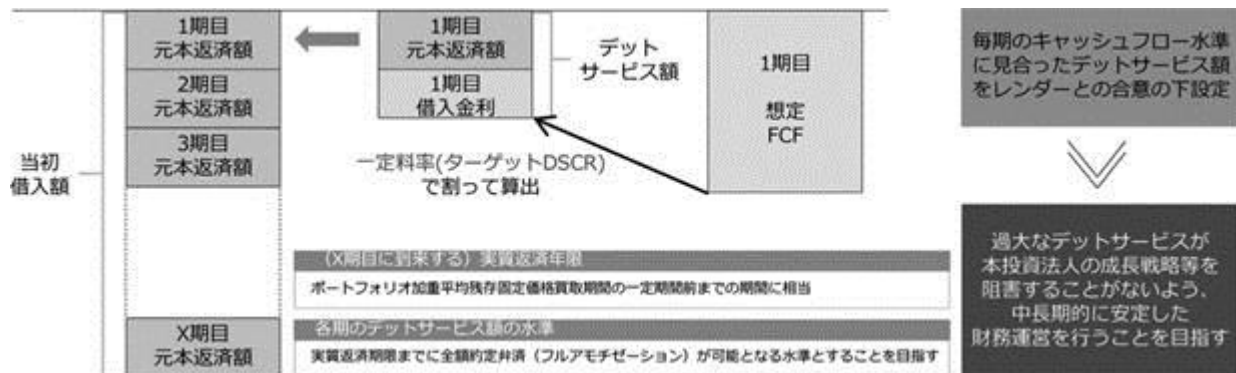 当初
借入額
1期目
元本返済額
2期目
元本返済額
3期目
元本返済額
X期目
元本返済額
1期目
元本返済額
1期目
借入金利
デット
サービス額
一定料率(ターゲットDSCR)
で割って算出
1期目
想定
FCF
(X期目に到来する)実質返済年限
ポートフォリオ加重平均残存固定価格買取期間の一定期間前までの期間に相当
各期のデットサービス額の水準
実質返済期限までに全額約定弁済(フルアモチゼーション)が可能となる水準とすることを目指す
毎期のキャッシュフロー水準
に見合ったデットサービス額
をレンダーとの合意の下設定
過大なデットサービスが
本投資法人の成長戦略等を
阻害することがないよう、
中長期的に安定した
財務運営を行うことを目指す